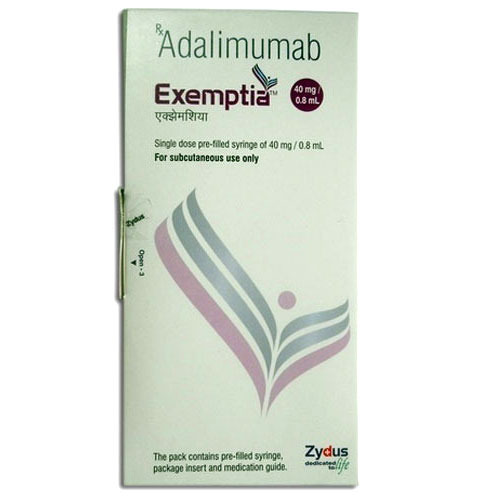 Rx Adalimumab
Exemptia™
40 mg /
0.8 mL
एक्झेमशिया
Single dose pre-filled syringe of 40 mg / 0.8 mL
For subcutaneous use only
Zydus
Open - 3
The pack contains pre-filled syringe,
package insert and medication guide.
Zydus
dedicated
to life